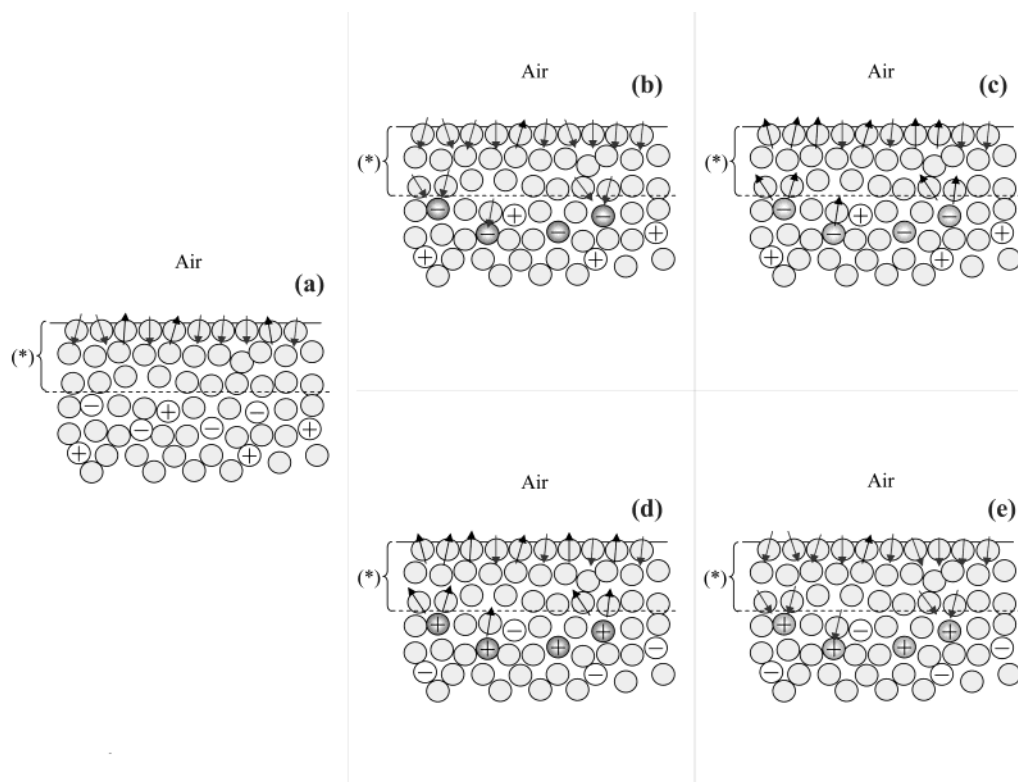 Air
(a)
(*)
− + −
− − +
+ +
Air
(b)
(*)
− + −
− − +
+ +
Air
(c)
(*)
− + −
− − +
+ +
Air
(d)
(*)
+ − +
+ + −
− −
Air
(e)
(*)
+ − +
+ + −
− −